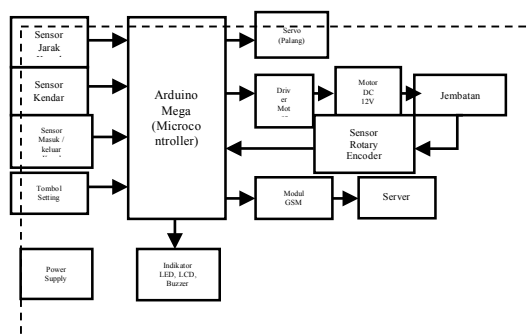 Sensor
Jarak
Sensor
Kendar
Sensor
Masuk /
keluar
Tombol
Setting
Power
Supply
Arduino
Mega
(Microco
ntroller)
Indikator
LED, LCD,
Buzzer
Servo
(Palang)
Driv
er
Mot
Motor
DC
12V
Jembatan
Sensor
Rotary
Encoder
Modul
GSM
Server